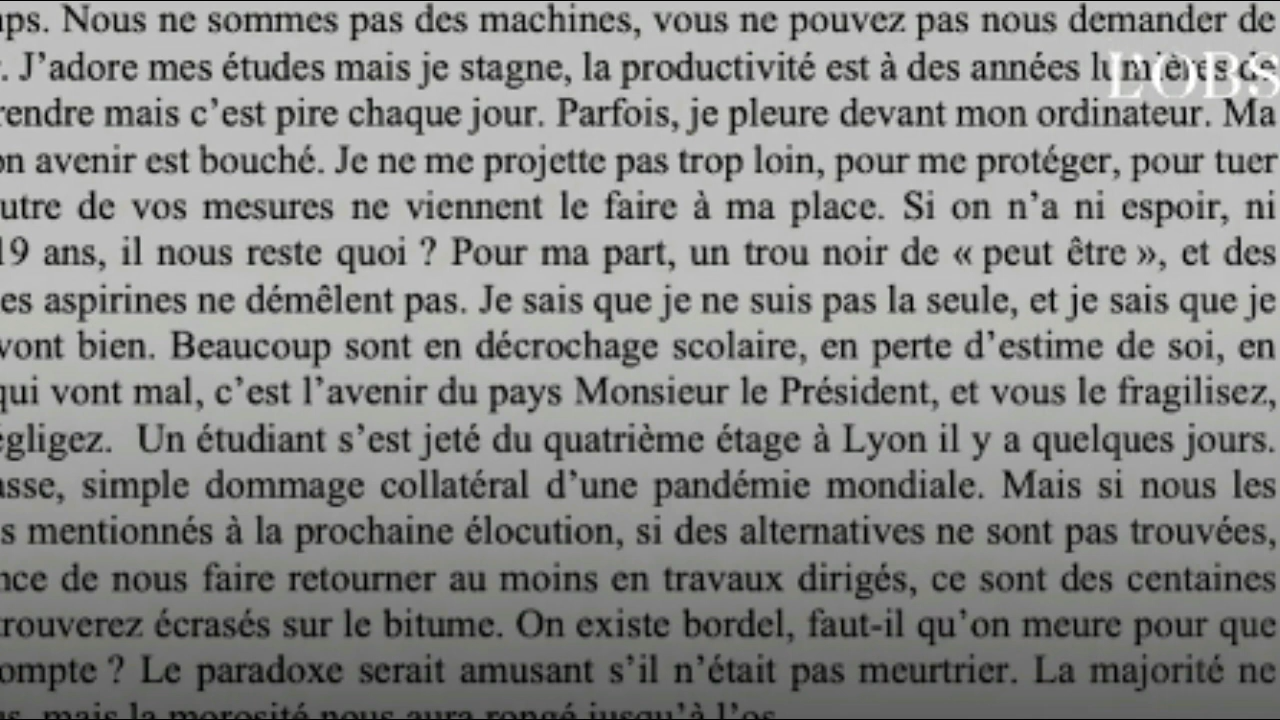 ps. Nous ne sommes pas des machines, vous ne pouvez pas nous demander de
. J’adore mes études mais je stagne, la productivité est à des années lumières de
L'OBS
rendre mais c’est pire chaque jour. Parfois, je pleure devant mon ordinateur. Ma
on avenir est bouché. Je ne me projette pas trop loin, pour me protéger, pour tuer
utre de vos mesures ne viennent le faire à ma place. Si on n’a ni espoir, ni
19 ans, il nous reste quoi ? Pour ma part, un trou noir de « peut être », et des
es aspirines ne démêlent pas. Je sais que je ne suis pas la seule, et je sais que je
vont bien. Beaucoup sont en décrochage scolaire, en perte d’estime de soi, en
qui vont mal, c’est l’avenir du pays Monsieur le Président, et vous le fragilisez,
égligez. Un étudiant s’est jeté du quatrième étage à Lyon il y a quelques jours.
asse, simple dommage collatéral d’une pandémie mondiale. Mais si nous les
s mentionnés à la prochaine élocution, si des alternatives ne sont pas trouvées,
nce de nous faire retourner au moins en travaux dirigés, ce sont des centaines
rouverez écrasés sur le bitume. On existe bordel, faut-il qu’on meure pour que
ompte ? Le paradoxe serait amusant s’il n’était pas meurtrier. La majorité ne
s, mais la morosité nous aura rongé jusqu’à l’os.